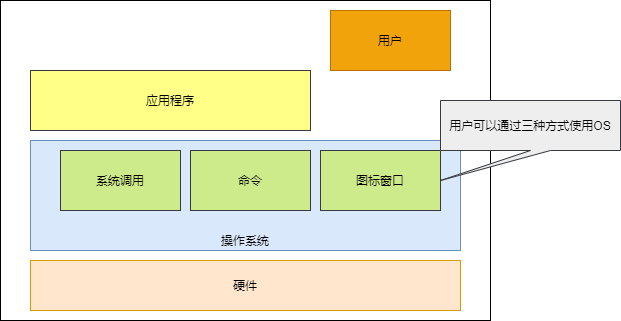 用户
应用程序
用户可以通过三种方式使用OS
系统调用
命令
图标窗口
操作系统
硬件